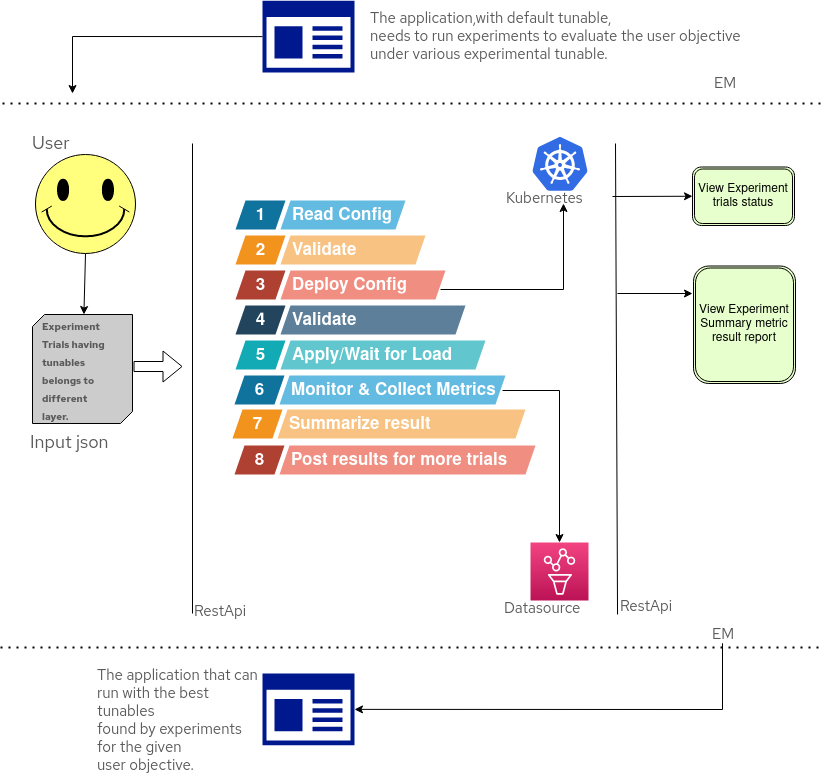 The application,with default tunable,
needs to run experiments to evaluate the user objective
under various experimental tunable.
EM
User
Kubernetes
View Experiment
trials status
1 Read Config
2 Validate
3 Deploy Config
4 Validate
5 Apply/Wait for Load
6 Monitor & Collect Metrics
7 Summarize result
8 Post results for more trials
Experiment
Trials having
tunables
belongs to
different
layer.
Input json
View Experiment
Summary metric
result report
RestApi
Datasource
RestApi
EM
The application that can
run with the best
tunables
found by experiments
for the given
user objective.